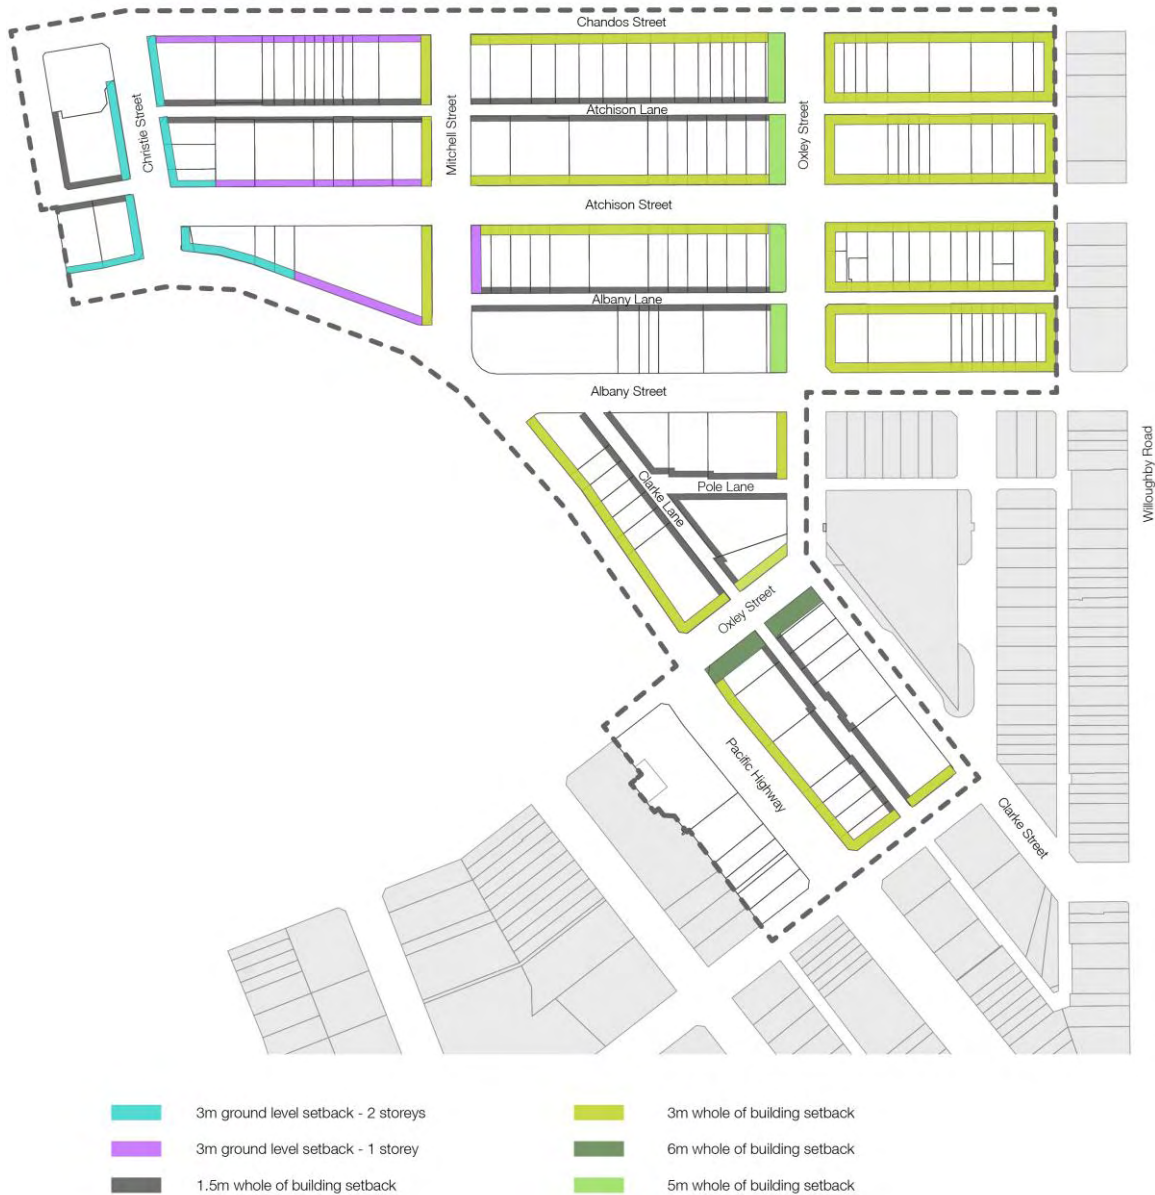 Chandos Street
Christie Street
Mitchell Street
Atchison Lane
Oxley Street
Atchison Street
Albany Lane
Albany Street
Clarke Lane
Pole Lane
Willoughby Road
Oxley Street
Pacific Highway
Clarke Street
3m ground level setback - 2 storeys
3m ground level setback - 1 storey
1.5m whole of building setback
3m whole of building setback
6m whole of building setback
5m whole of building setback